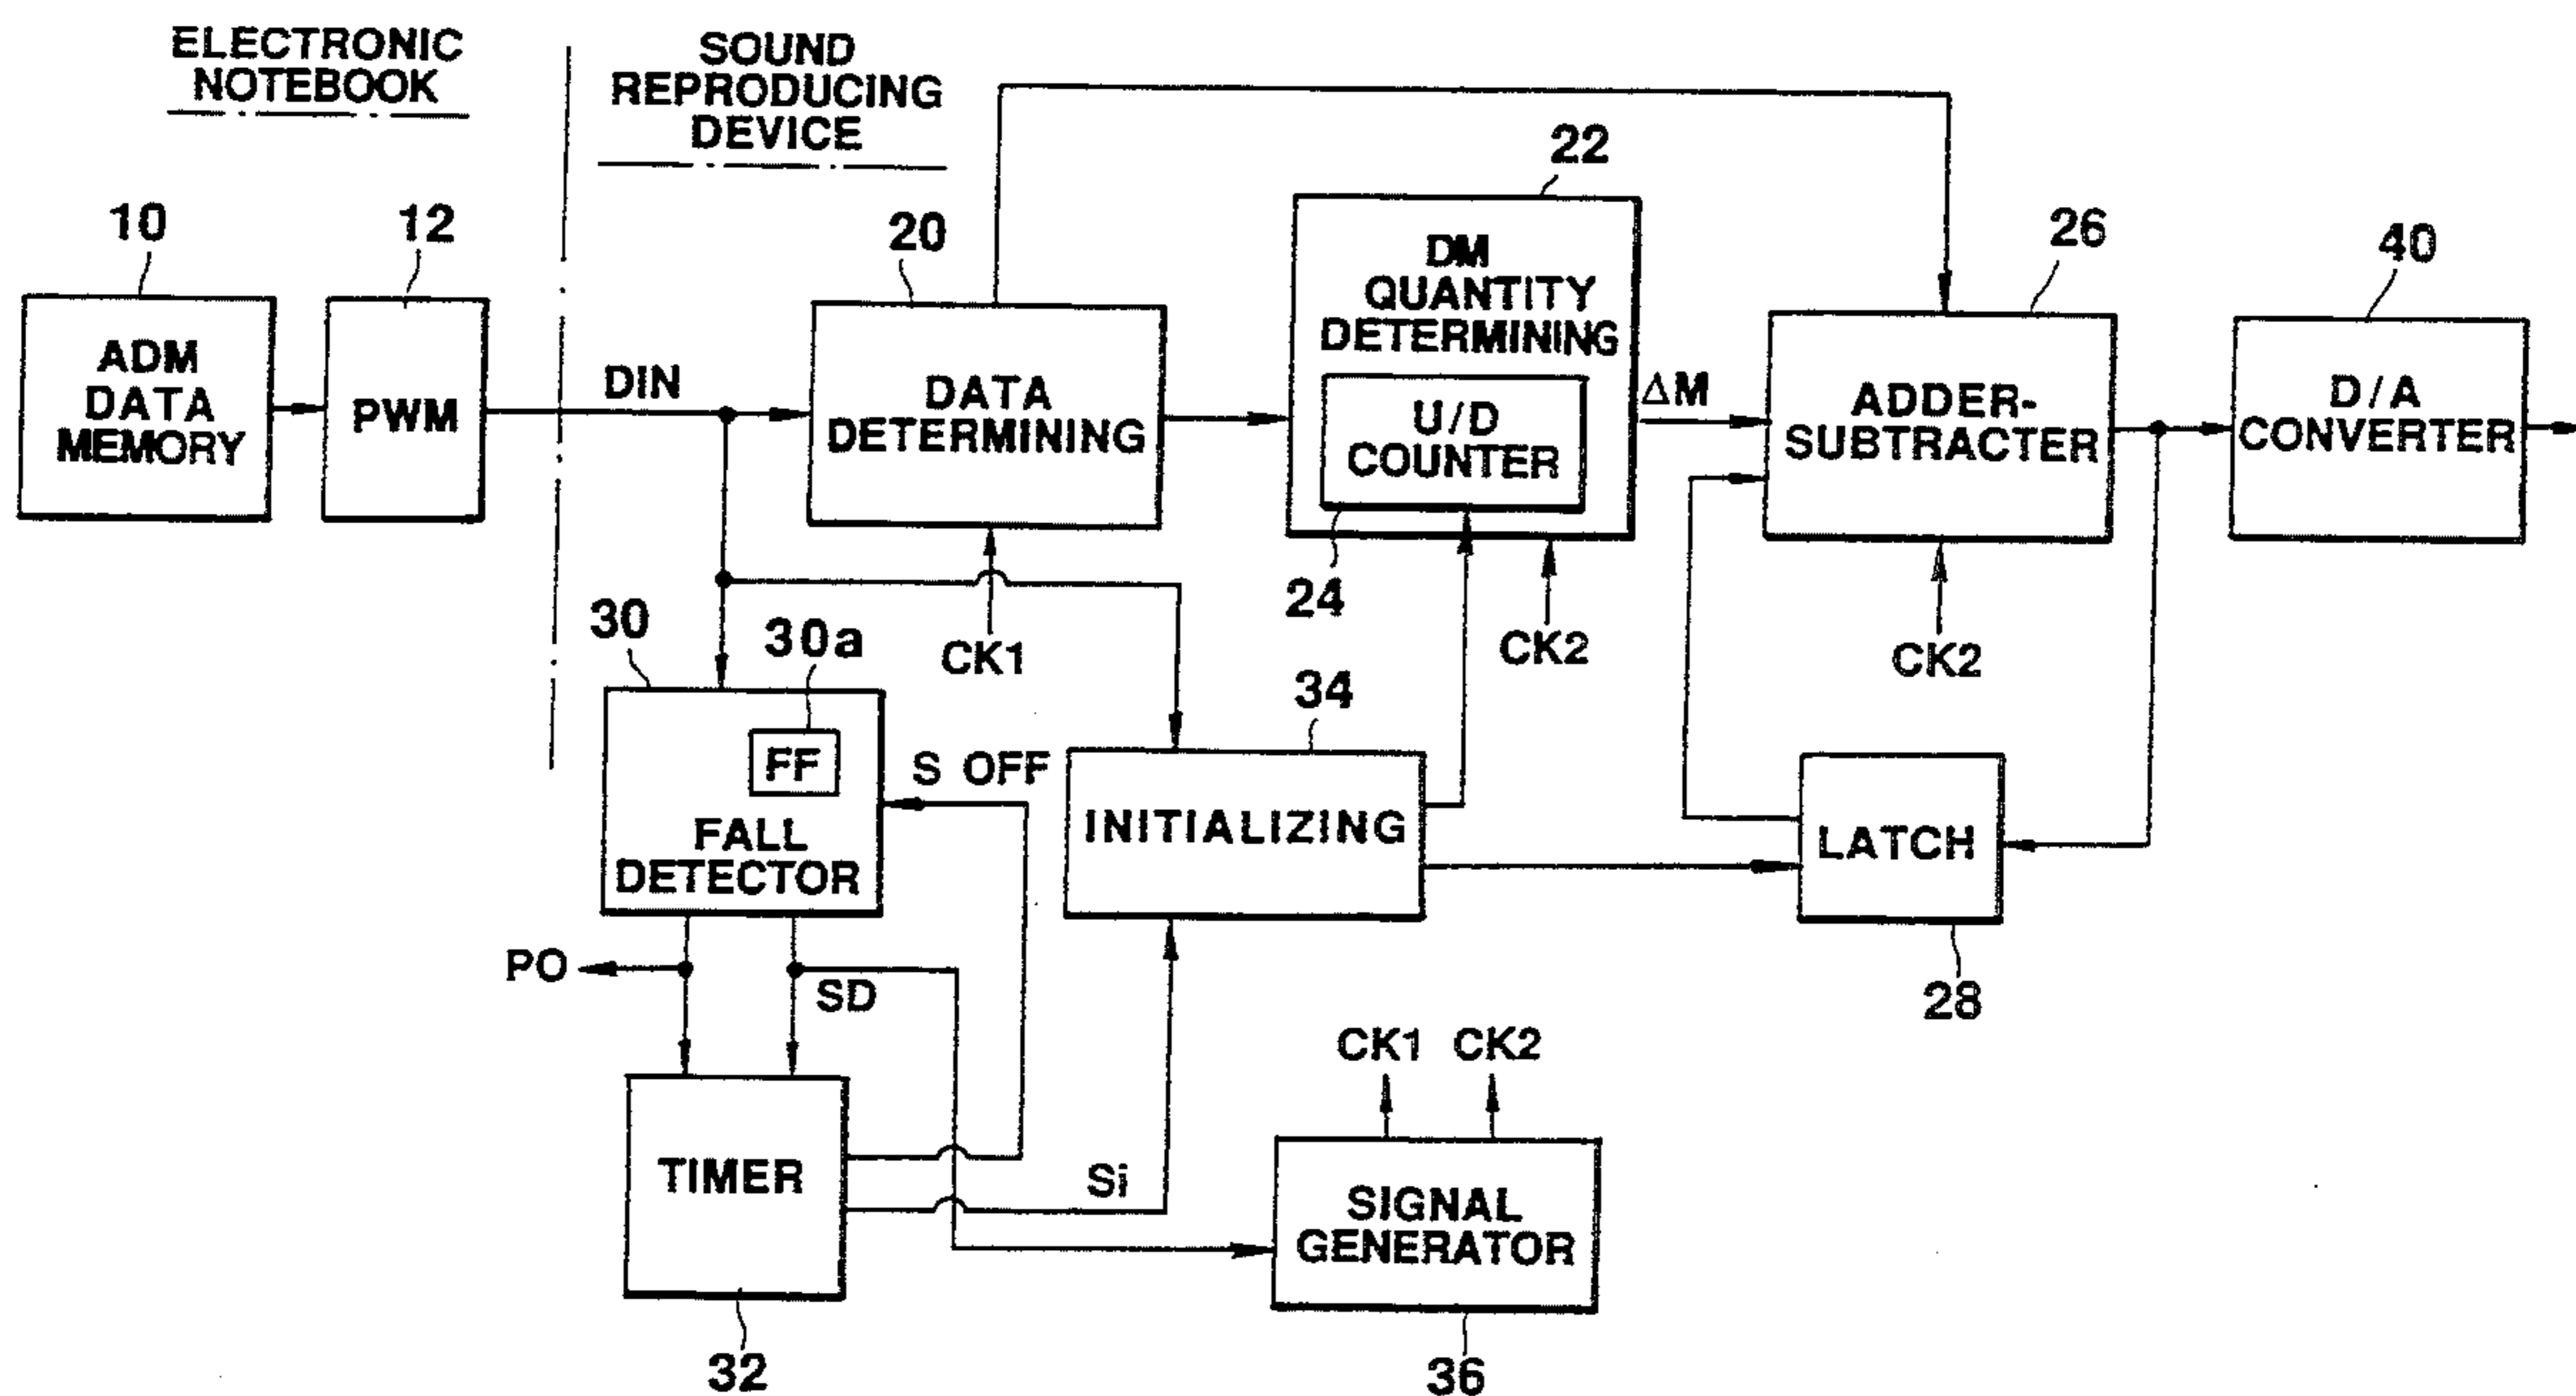 ELECTRONIC
NOTEBOOK
SOUND
REPRODUCING
DEVICE
10
12
20
22
26
40
ADM
DATA
MEMORY
PWM
DIN
DATA
DETERMINING
DM
QUANTITY
DETERMINING
U/D
COUNTER
ΔM
ADDER-
SUBTRACTER
D/A
CONVERTER
24
CK1
CK2
CK2
30
30a
FF
FALL
DETECTOR
S OFF
34
INITIALIZING
LATCH
28
PO
SD
TIMER
Si
32
CK1 CK2
SIGNAL
GENERATOR
36